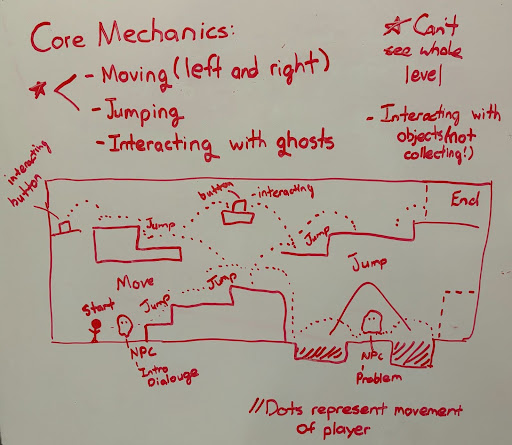 Core Mechanics:
- Moving (left and right)
- Jumping
- Interacting with ghosts
Can't
see whole
level
- Interacting with
objects (not
collecting!)
interacting
button
button
- interacting
End
Jump
Jump
Move
Jump
Jump
Jump
Start
NPC
Intro
Dialouge
NPC
Problem
//Dots represent movement
of player